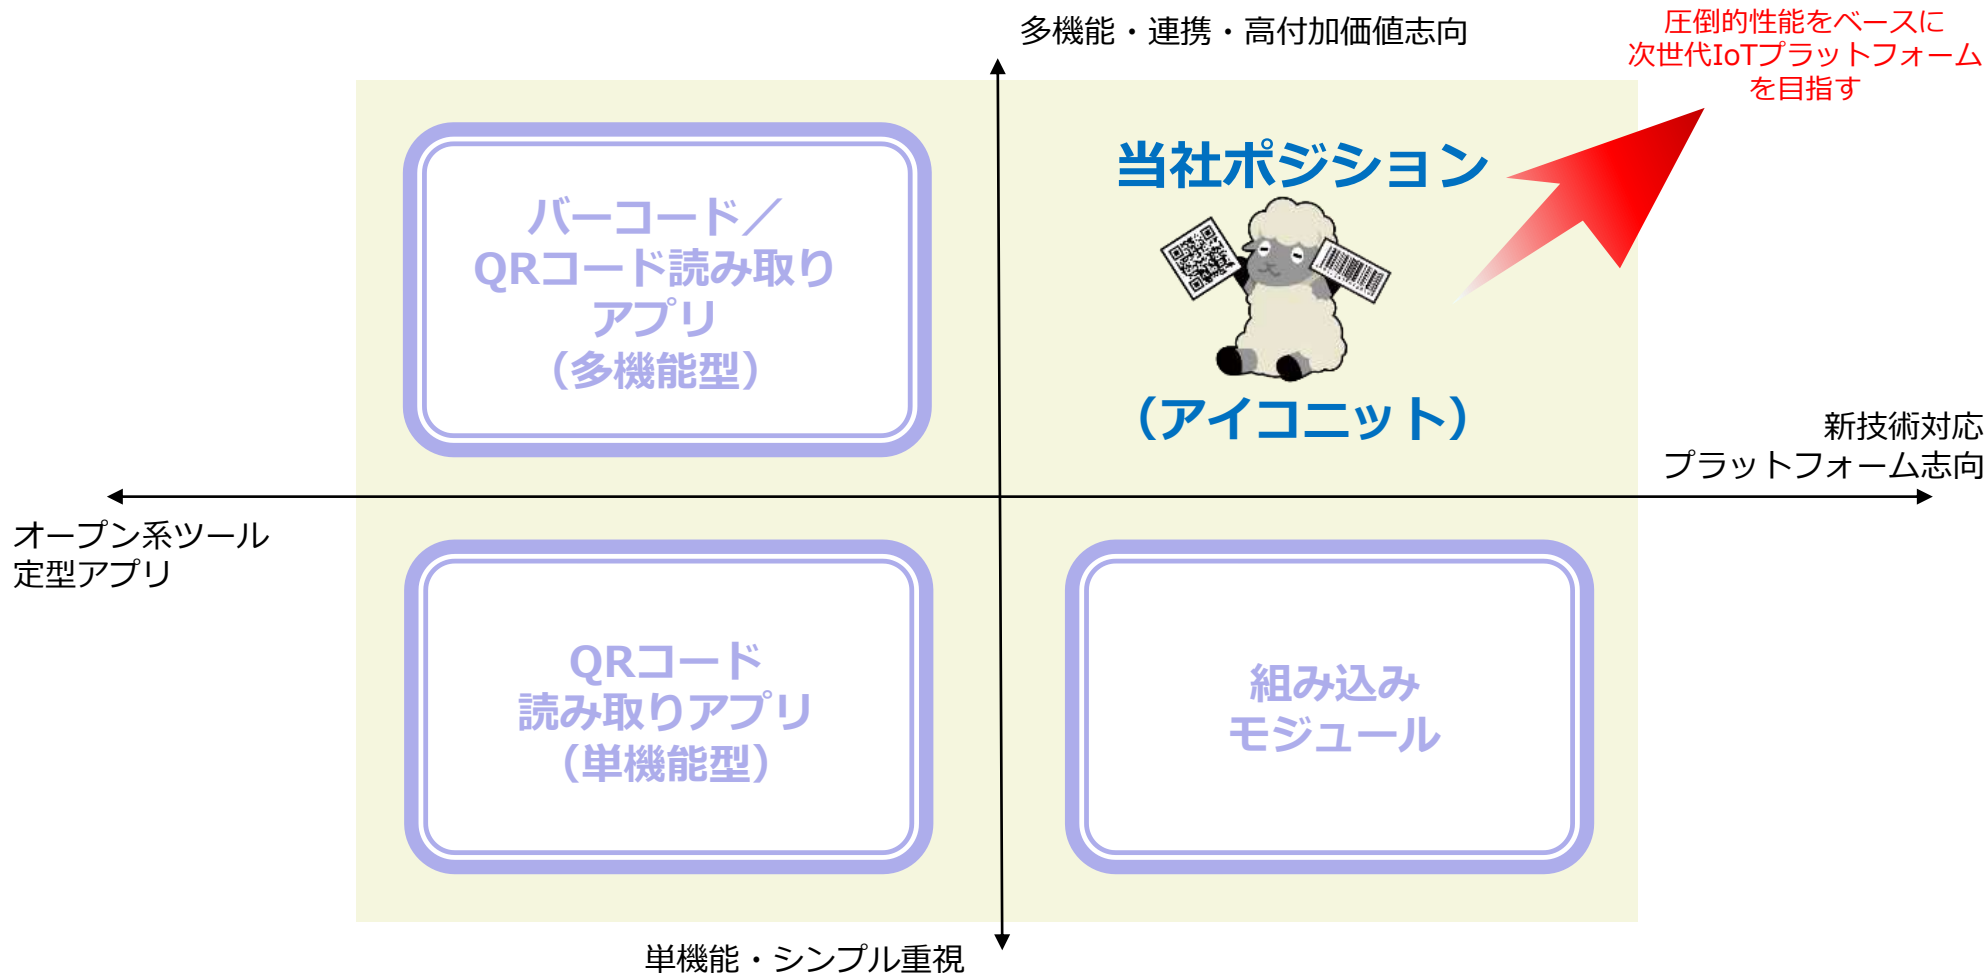 多機能・連携・高付加価値志向
圧倒的性能をベースに
次世代IoTプラットフォーム
を目指す
バーコード／
QRコード読み取り
アプリ
（多機能型）
当社ポジション
（アイコニット）
新技術対応
プラットフォーム志向
オープン系ツール
定型アプリ
QRコード
読み取りアプリ
（単機能型）
組み込み
モジュール
単機能・シンプル重視